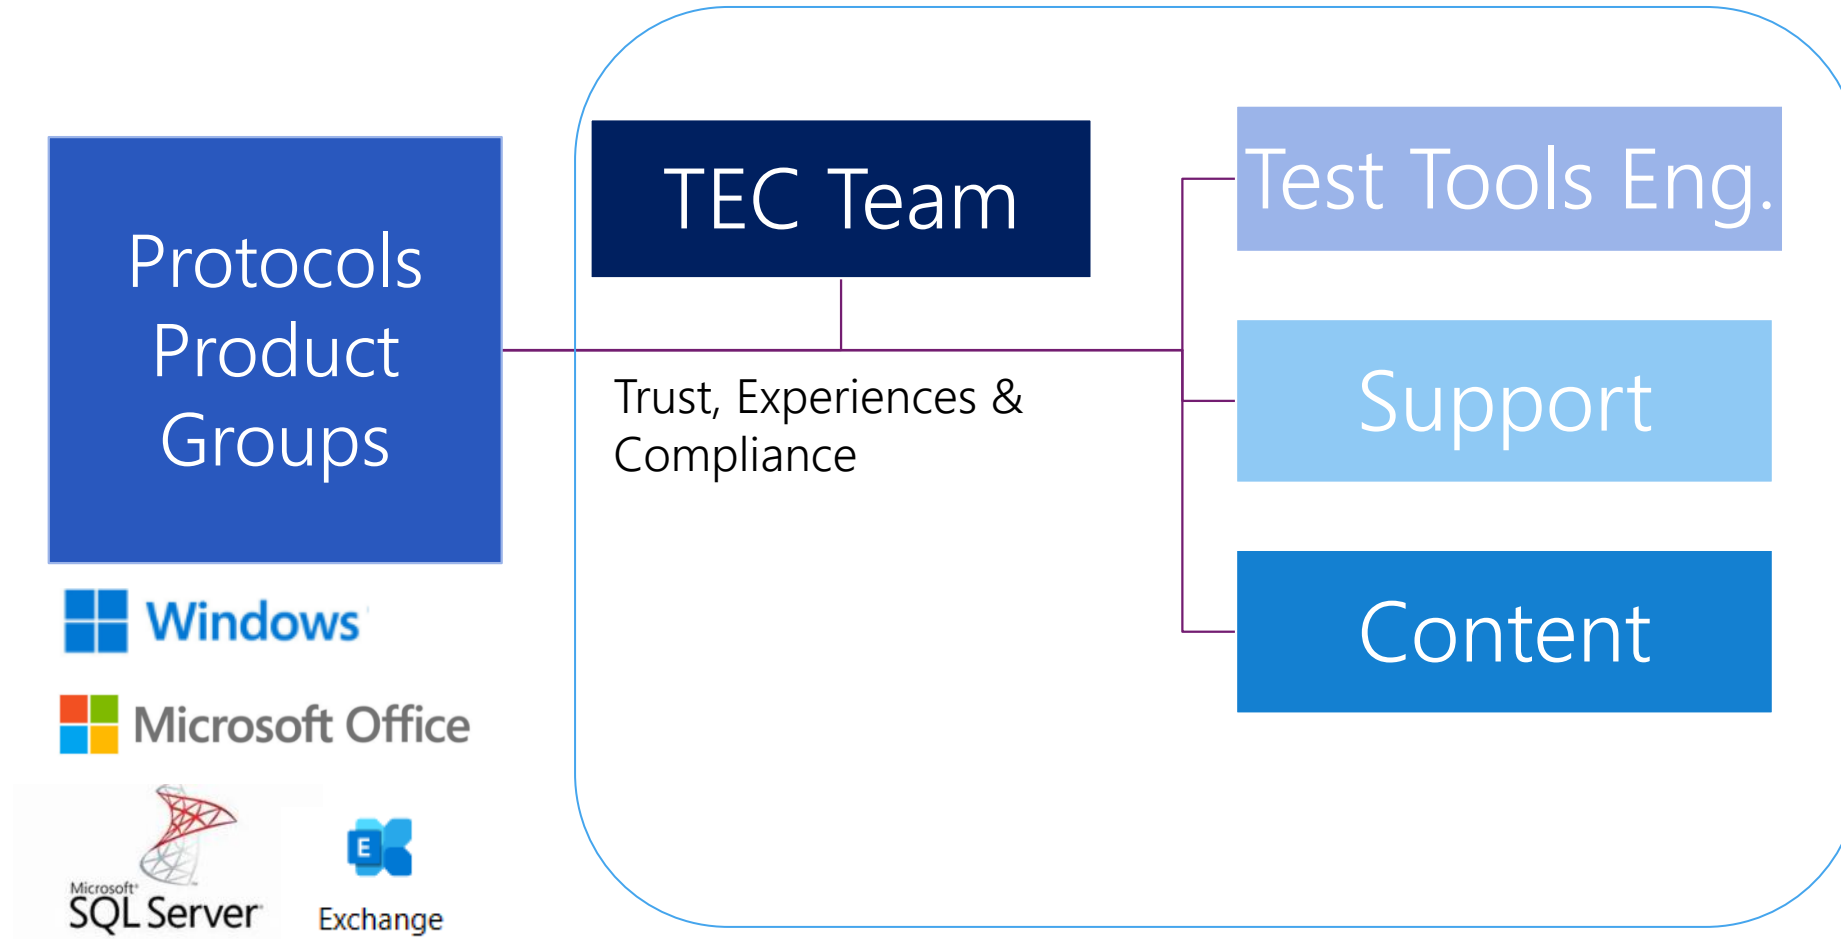 Protocols
Product
Groups
Windows
Microsoft Office
Microsoft®
SQL Server
E
Exchange
TEC Team
Trust, Experiences &
Compliance
Test Tools Eng.
Support
Content